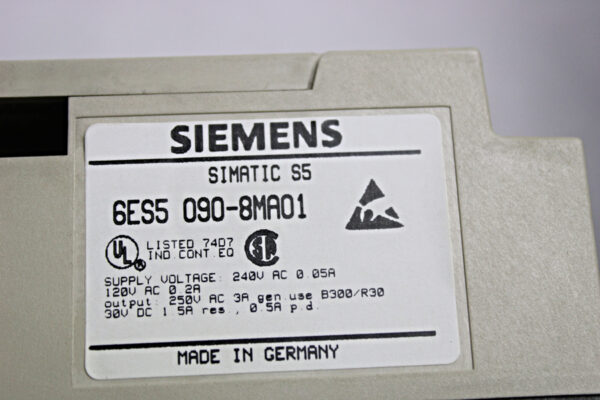 SIEMENS
SIMATIC S5
6ES5 090-8MA01
UL LISTED 74D7
IND.CONT.EQ
SUPPLY VOLTAGE: 240V AC 0.05A
120V AC 0.2A
output: 250V AC 3A gen.use B300/R30
30V DC 1.5A res., 0.5A p.d.
MADE IN GERMANY